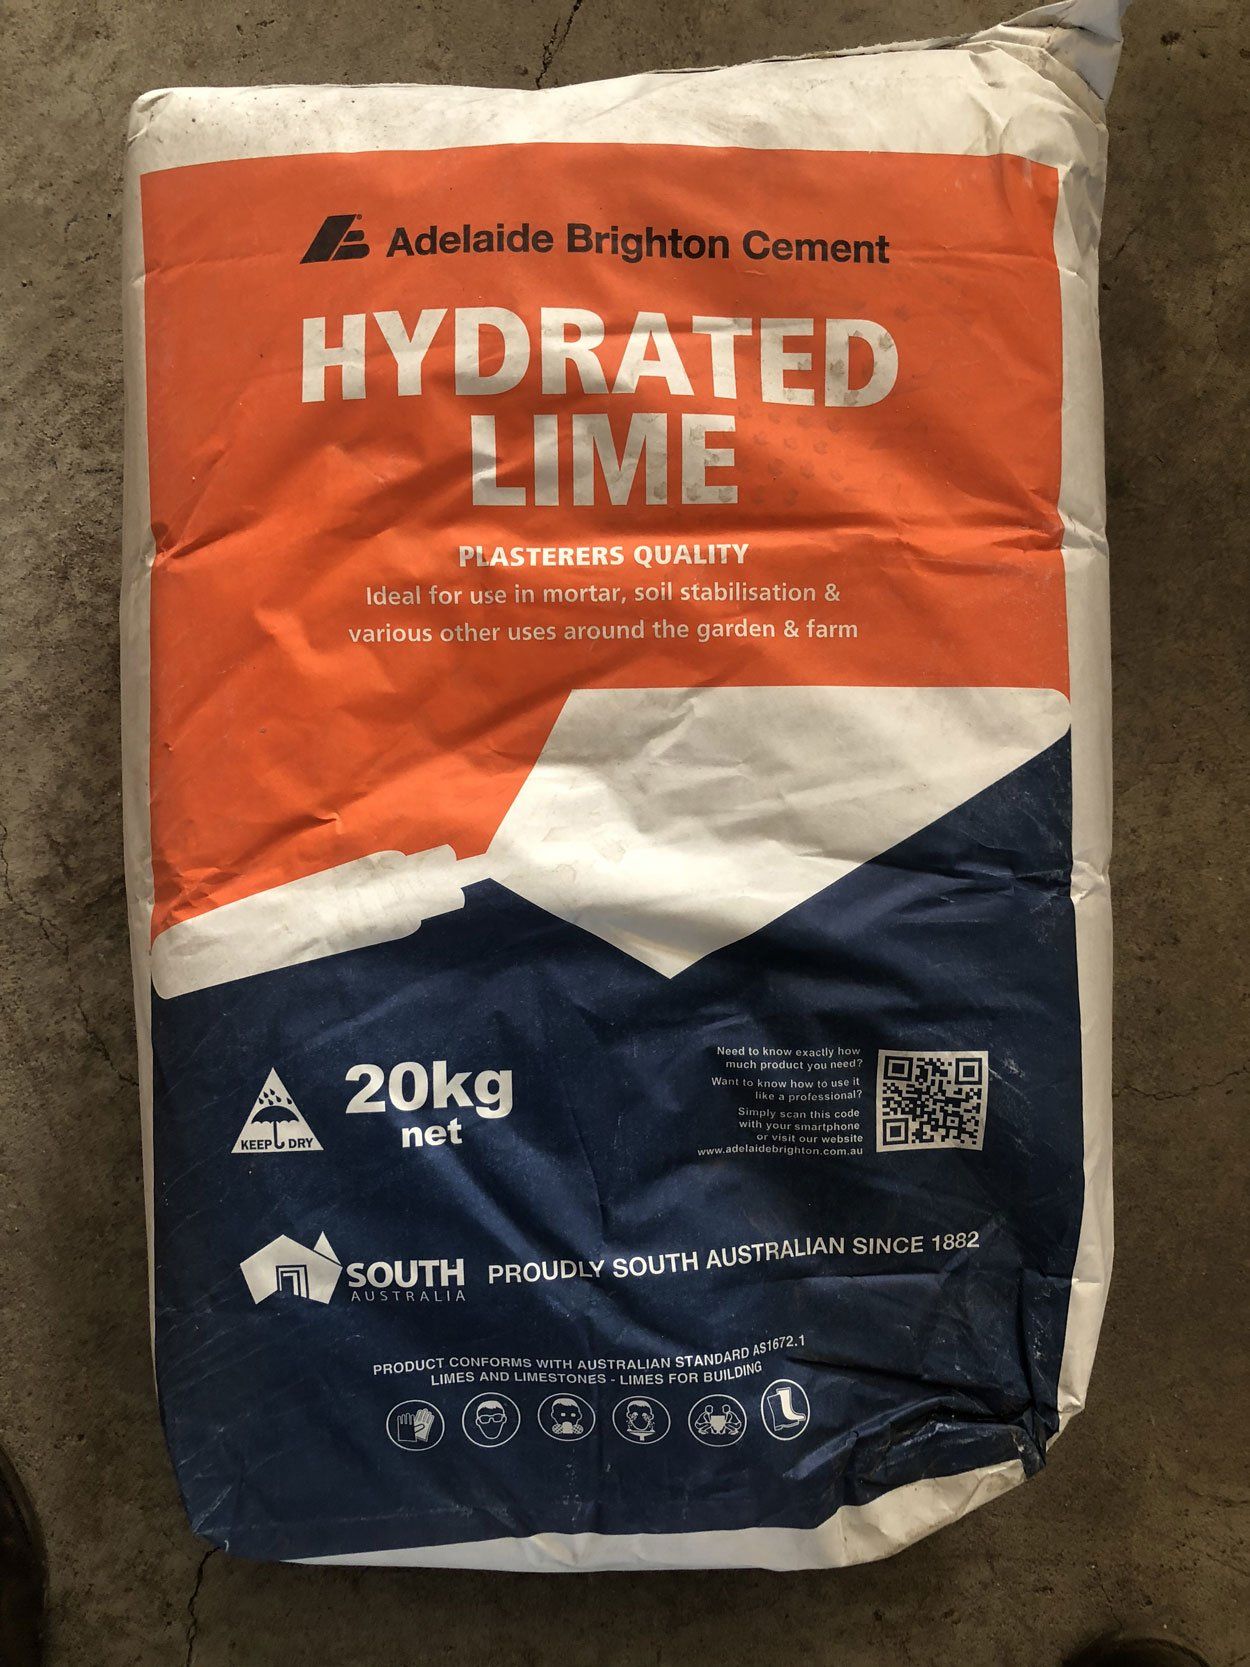 Adelaide Brighton Cement
HYDRATED
LIME
PLASTERERS QUALITY
Ideal for use in mortar, soil stabilisation &
various other uses around the garden & farm
KEEP DRY
20kg
net
Need to know exactly how
much product you need?
Want to know how to use it
like a professional?
Simply scan this code
with your smartphone
or visit our website
www.adelaidebrighton.com.au
SOUTH
AUSTRALIA
PROUDLY SOUTH AUSTRALIAN SINCE 1882
PRODUCT CONFORMS WITH AUSTRALIAN STANDARD AS1672.1
LIMES AND LIMESTONES - LIMES FOR BUILDING